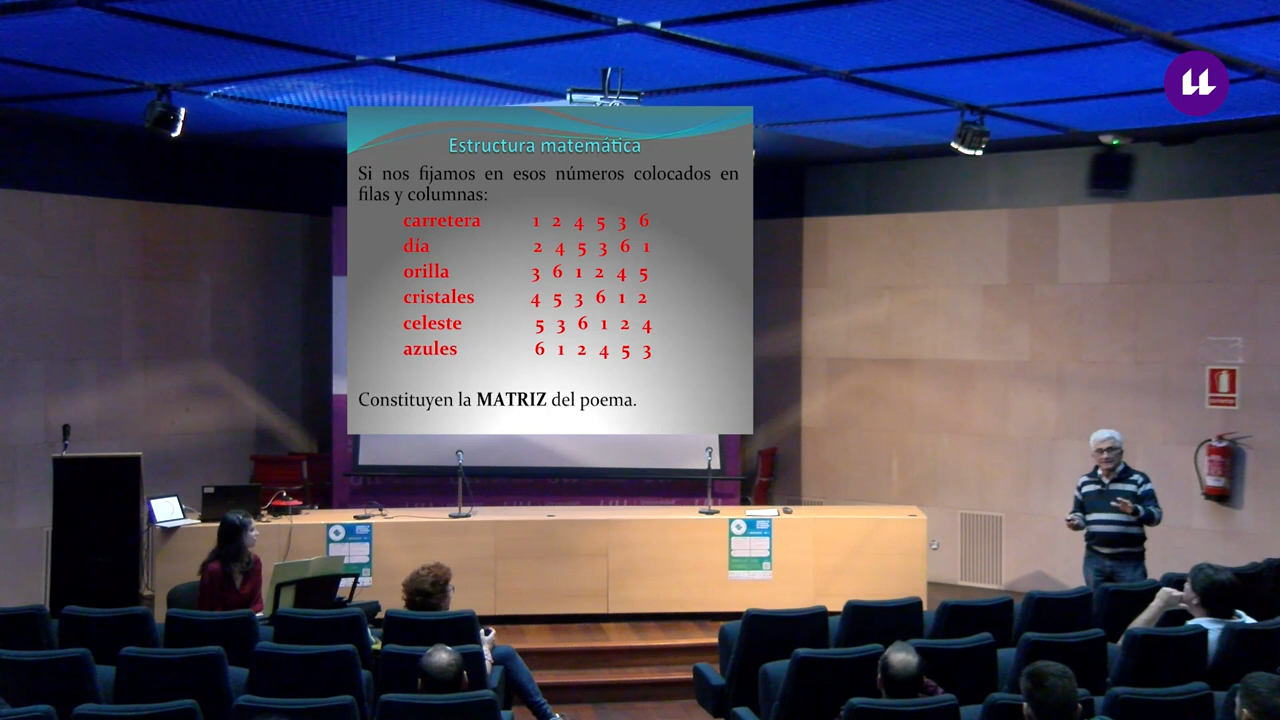 Estructura matemática
Si nos fijamos en esos números colocados en
filas y columnas:
carretera 1 2 4 5 3 6
día 2 4 5 3 6 1
orilla 3 6 1 2 4 5
cristales 4 5 3 6 1 2
celeste 5 3 6 1 2 4
azules 6 1 2 4 5 3
Constituyen la MATRIZ del poema.